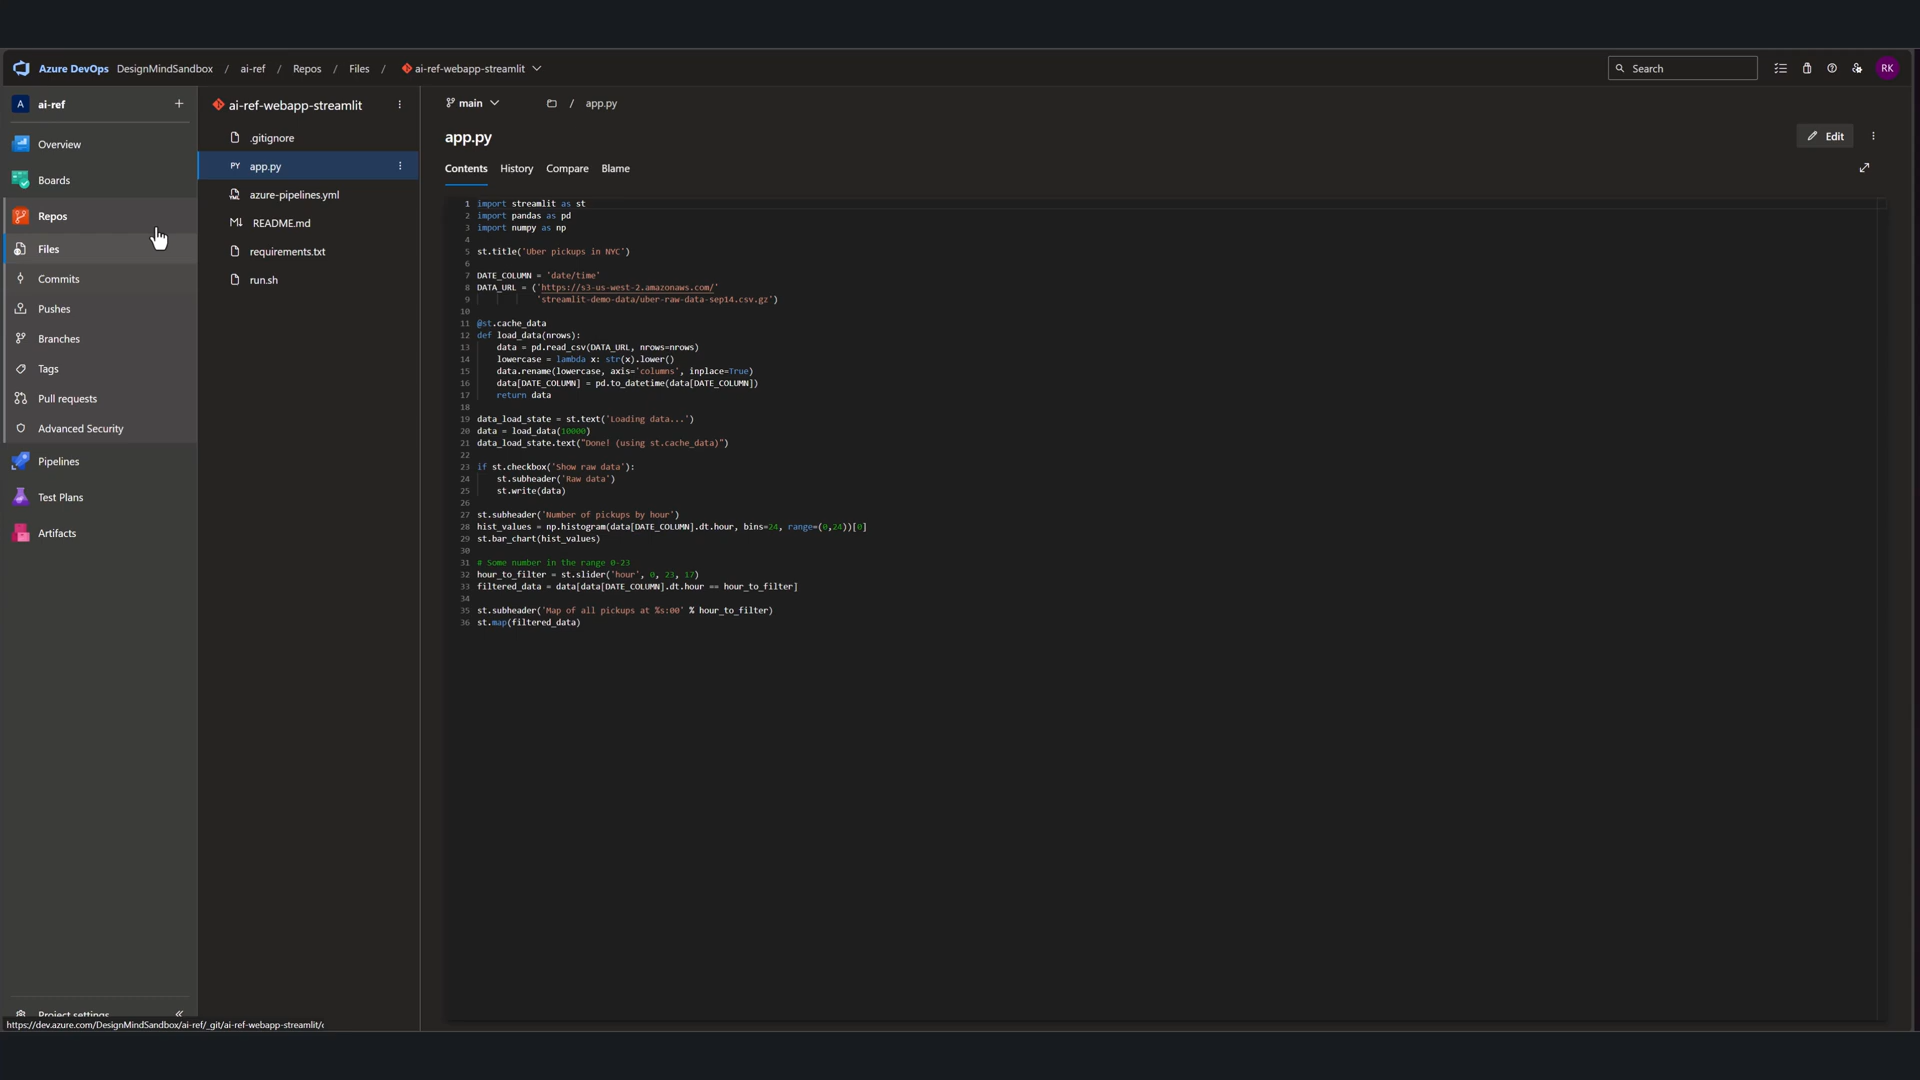 Azure DevOps DesignMindSandbox / ai-ref / Repos / Files / ai-ref-webapp-streamlit
Search
RK
A ai-ref +
Overview
Boards
Repos
Files
Commits
Pushes
Branches
Tags
Pull requests
Advanced Security
Pipelines
Test Plans
Artifacts
Project settings
https://dev.azure.com/DesignMindSandbox/ai-ref/_git/ai-ref-webapp-streamlit/c
ai-ref-webapp-streamlit
.gitignore
PY app.py
azure-pipelines.yml
M↓ README.md
requirements.txt
run.sh
main / app.py
app.py
Edit
Contents History Compare Blame
1 import streamlit as st
2 import pandas as pd
3 import numpy as np
4
5 st.title('Uber pickups in NYC')
6
7 DATE_COLUMN = 'date/time'
8 DATA_URL = ('https://s3-us-west-2.amazonaws.com/'
9 'streamlit-demo-data/uber-raw-data-sep14.csv.gz')
10
11 @st.cache_data
12 def load_data(nrows):
13 data = pd.read_csv(DATA_URL, nrows=nrows)
14 lowercase = lambda x: str(x).lower()
15 data.rename(lowercase, axis='columns', inplace=True)
16 data[DATE_COLUMN] = pd.to_datetime(data[DATE_COLUMN])
17 return data
18
19 data_load_state = st.text('Loading data...')
20 data = load_data(10000)
21 data_load_state.text("Done! (using st.cache_data)")
22
23 if st.checkbox('Show raw data'):
24 st.subheader('Raw data')
25 st.write(data)
26
27 st.subheader('Number of pickups by hour')
28 hist_values = np.histogram(data[DATE_COLUMN].dt.hour, bins=24, range=(0,24))[0]
29 st.bar_chart(hist_values)
30
31 # Some number in the range 0-23
32 hour_to_filter = st.slider('hour', 0, 23, 17)
33 filtered_data = data[data[DATE_COLUMN].dt.hour == hour_to_filter]
34
35 st.subheader('Map of all pickups at %s:00' % hour_to_filter)
36 st.map(filtered_data)